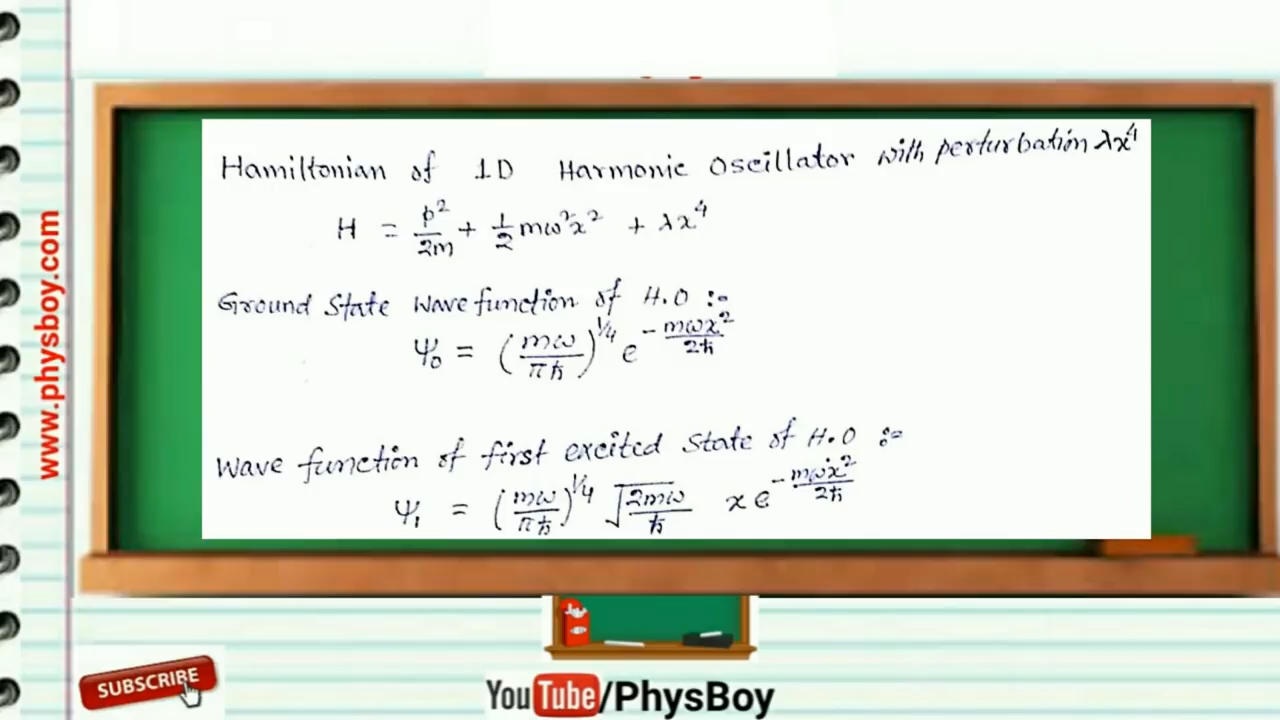 Hamiltonian of 1D Harmonic Oscillator with perturbation λx⁴
H = p²/2m + 1/2 mω²x² + λx⁴
Ground State wave function of H.O :-
Ψ₀ = (mω/πħ)^1/4 e^-mωx²/2ħ
Wave function of first excited State of H.O :-
Ψ₁ = (mω/πħ)^1/4 √2mω/ħ x e^-mωx²/2ħ
www.physboy.com
SUBSCRIBE
YouTube/PhysBoy